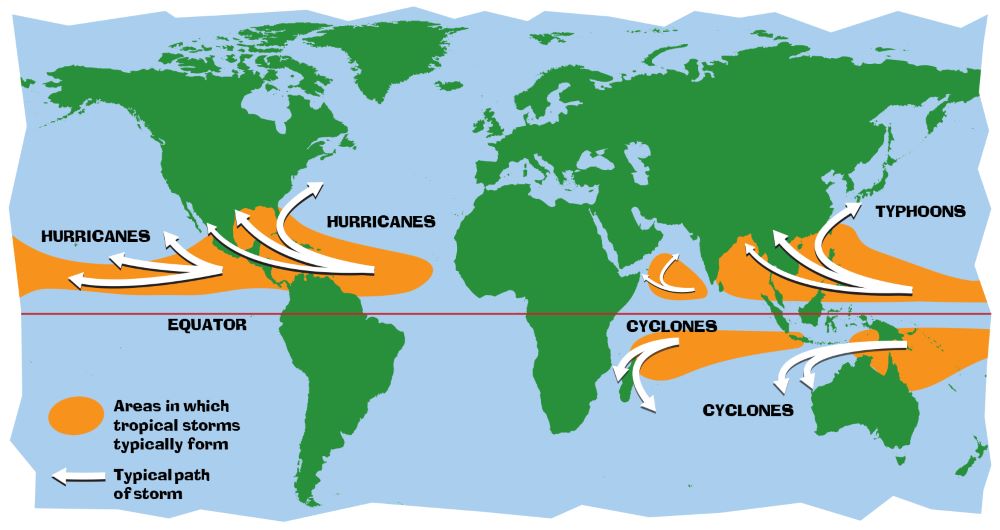 HURRICANES
HURRICANES
TYPHOONS
EQUATOR
CYCLONES
CYCLONES
Areas in which
tropical storms
typically form
Typical path
of storm